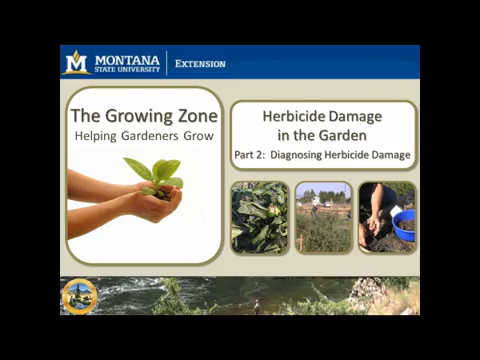 MONTANA
STATE UNIVERSITY
EXTENSION
The Growing Zone
Helping Gardeners Grow
Herbicide Damage
in the Garden
Part 2: Diagnosing Herbicide Damage